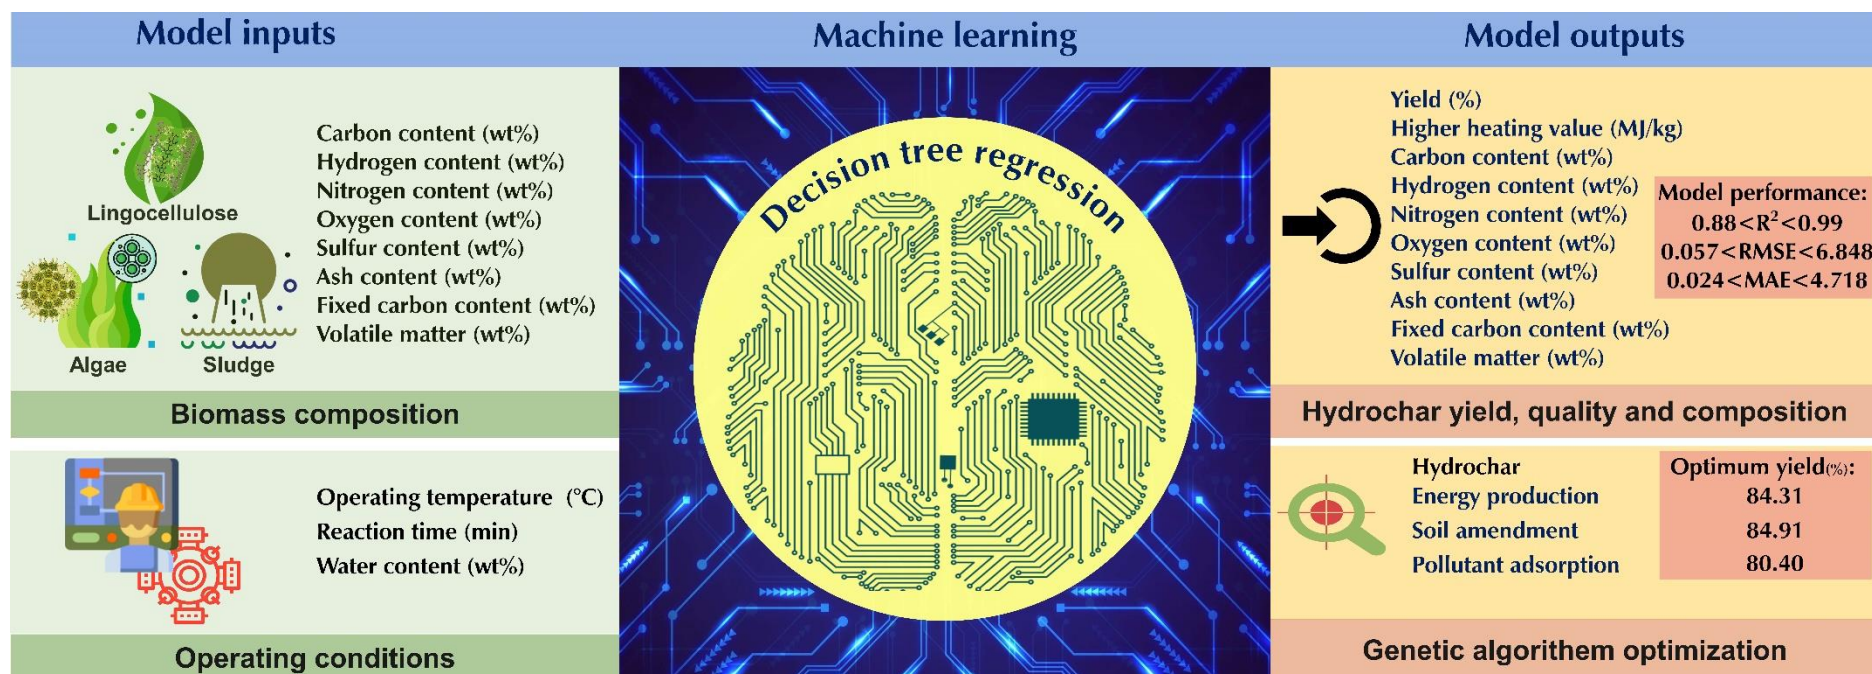 Model inputs
Machine learning
Model outputs
Carbon content (wt%)
Hydrogen content (wt%)
Nitrogen content (wt%)
Oxygen content (wt%)
Sulfur content (wt%)
Ash content (wt%)
Fixed carbon content (wt%)
Volatile matter (wt%)
Lingocellulose
Algae
Sludge
Biomass composition
Operating temperature (°C)
Reaction time (min)
Water content (wt%)
Operating conditions
Decision tree regression
Yield (%)
Higher heating value (MJ/kg)
Carbon content (wt%)
Hydrogen content (wt%)
Nitrogen content (wt%)
Oxygen content (wt%)
Sulfur content (wt%)
Ash content (wt%)
Fixed carbon content (wt%)
Volatile matter (wt%)
Model performance:
0.88<R²<0.99
0.057<RMSE<6.848
0.024<MAE<4.718
Hydrochar yield, quality and composition
Hydrochar
Optimum yield(%):
Energy production 84.31
Soil amendment 84.91
Pollutant adsorption 80.40
Genetic algorithem optimization